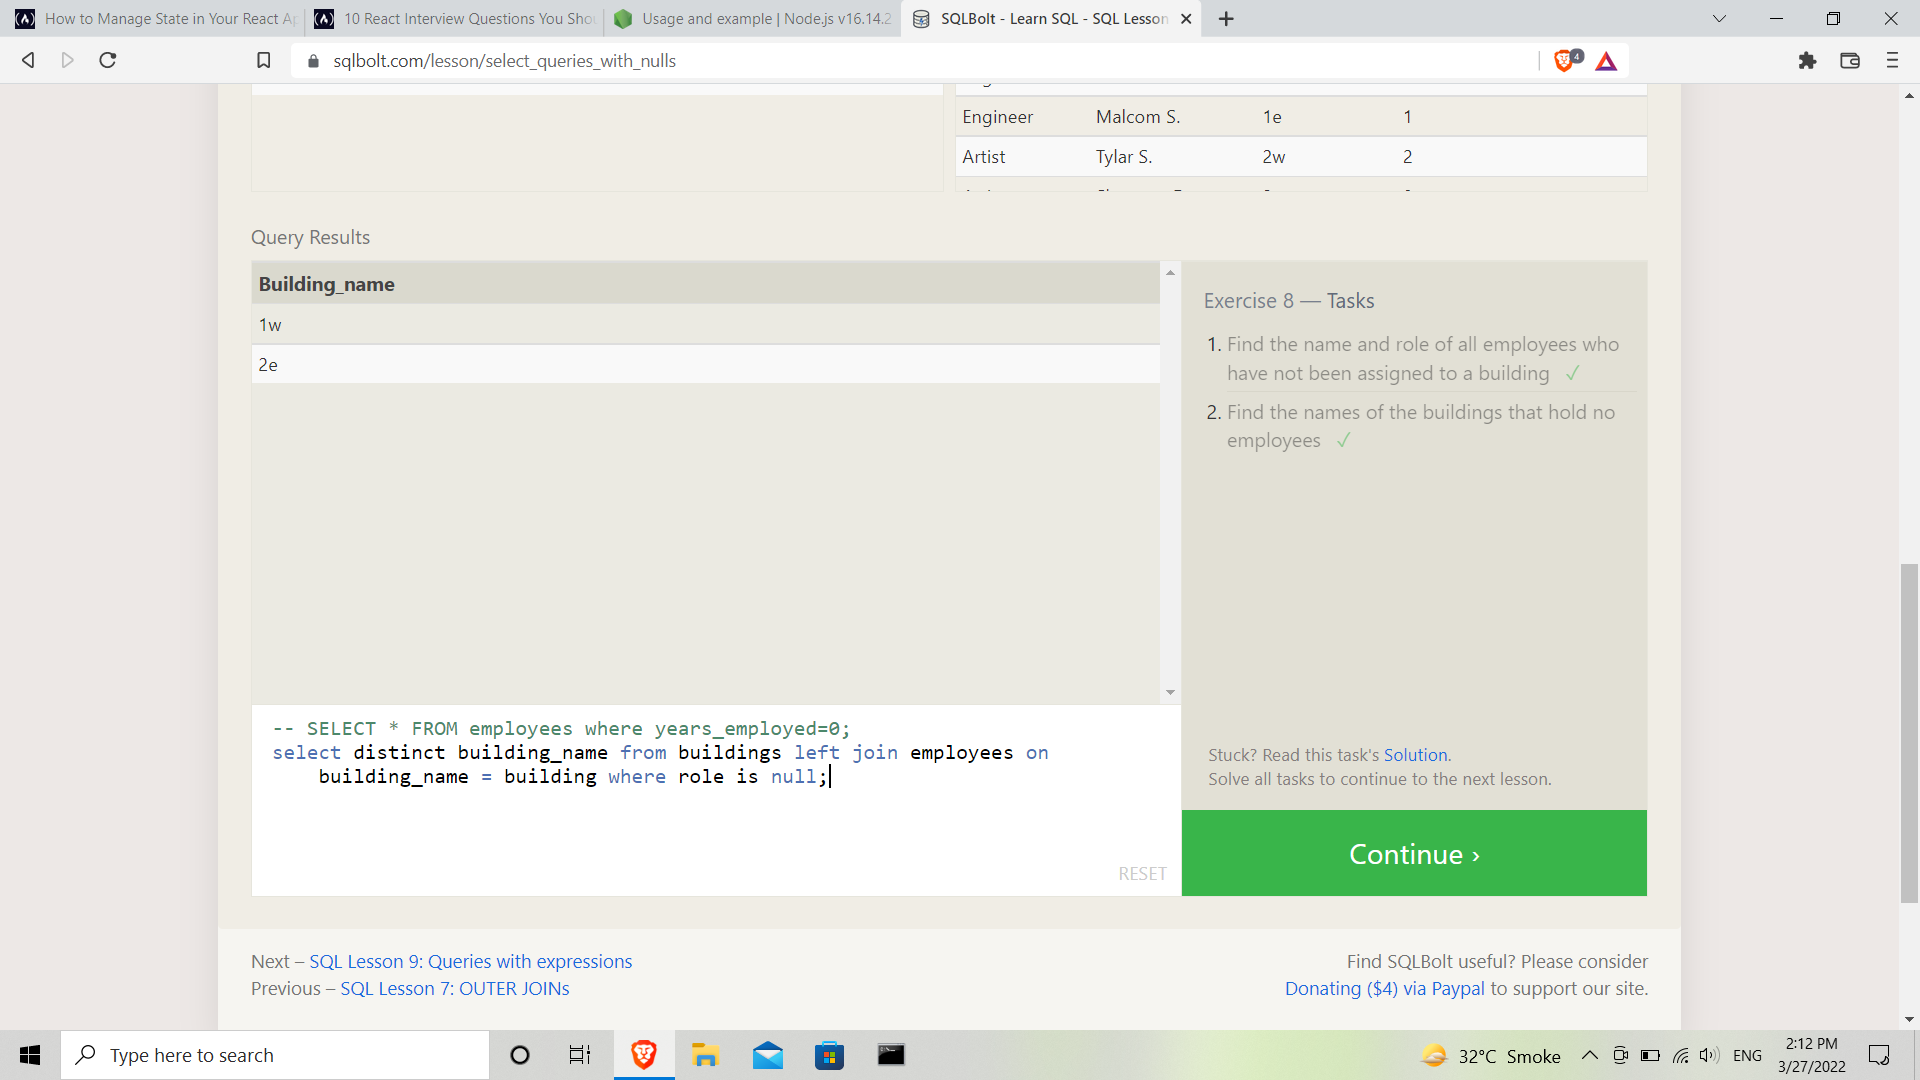 How to Manage State in Your React Ap
10 React Interview Questions You Shou
Usage and example | Node.js v16.14.2
SQLBolt - Learn SQL - SQL Lesson
sqlbolt.com/lesson/select_queries_with_nulls
4
Engineer Malcom S. 1e 1
Artist Tylar S. 2w 2
Query Results
Building_name
1w
2e
Exercise 8 — Tasks
1. Find the name and role of all employees who
have not been assigned to a building ✓
2. Find the names of the buildings that hold no
employees ✓
-- SELECT * FROM employees where years_employed=0;
select distinct building_name from buildings left join employees on
building_name = building where role is null;
RESET
Stuck? Read this task's Solution.
Solve all tasks to continue to the next lesson.
Continue ›
Next – SQL Lesson 9: Queries with expressions
Previous – SQL Lesson 7: OUTER JOINs
Find SQLBolt useful? Please consider
Donating ($4) via Paypal to support our site.
Type here to search
32°C Smoke
ENG
2:12 PM
3/27/2022